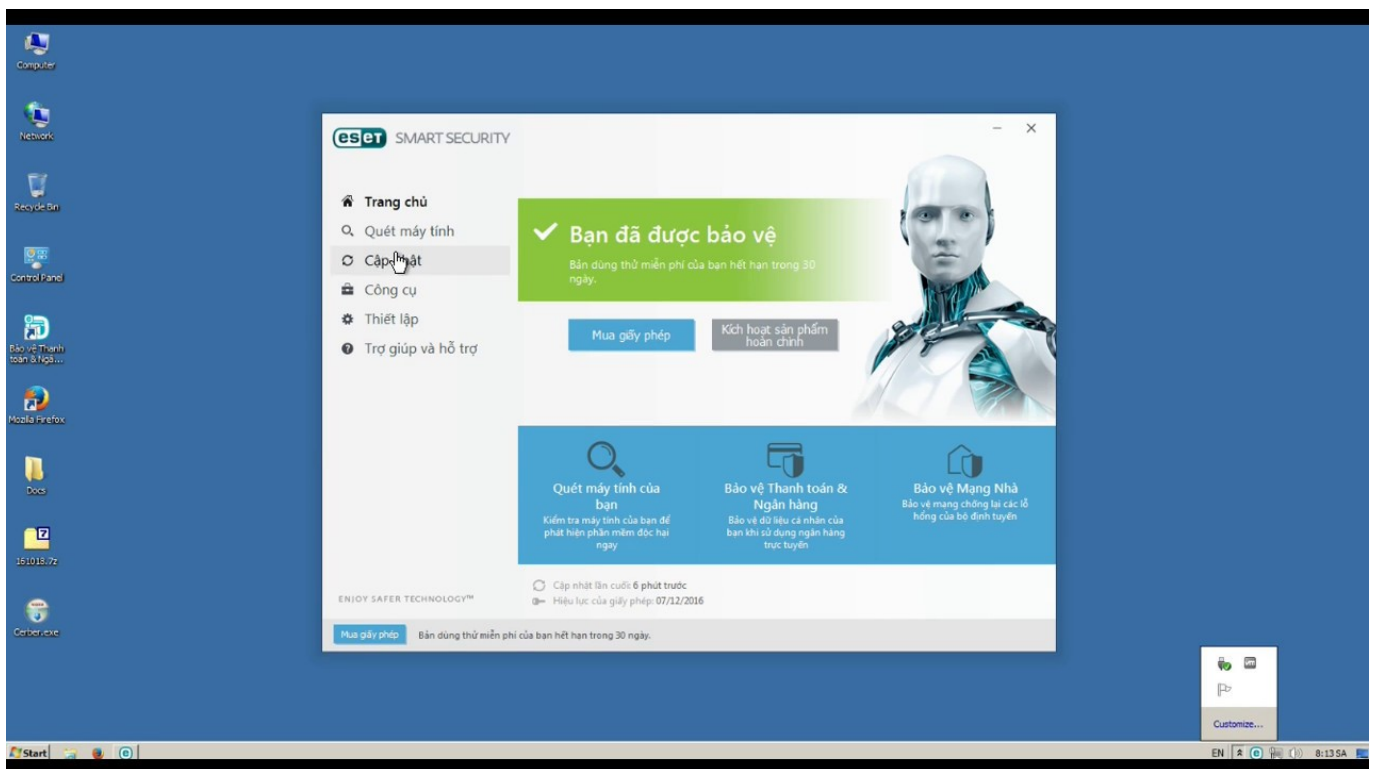 Computer
Network
Recycle Bin
Control Panel
Bảo vệ Thanh
toán & Ngâ...
Mozilla Firefox
Docs
161018.7z
Cerber.exe
eset SMART SECURITY
Trang chủ
Quét máy tính
Cập nhật
Công cụ
Thiết lập
Trợ giúp và hỗ trợ
ENJOY SAFER TECHNOLOGY™
Bạn đã được bảo vệ
Bản dùng thử miễn phí của bạn hết hạn trong 30
ngày.
Mua giấy phép
Kích hoạt sản phẩm
hoàn chỉnh
Quét máy tính của
bạn
Kiểm tra máy tính của bạn để
phát hiện phần mềm độc hại
ngay
Bảo vệ Thanh toán &
Ngân hàng
Bảo vệ dữ liệu cá nhân của
bạn khi sử dụng ngân hàng
trực tuyến
Bảo vệ Mạng Nhà
Bảo vệ mạng chống lại các lỗ
hổng của bộ định tuyến
Cập nhật lần cuối: 6 phút trước
Hiệu lực của giấy phép: 07/12/2016
Mua giấy phép Bản dùng thử miễn phí của bạn hết hạn trong 30 ngày.
Customize...
Start
EN
8:13 SA